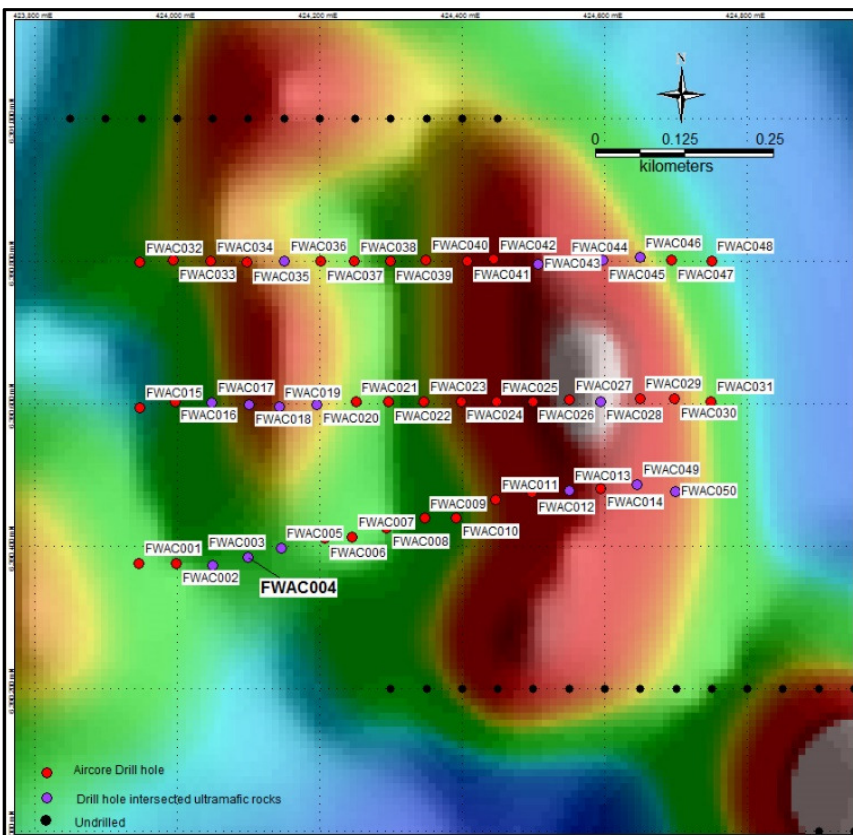 423,800 mE 424,000 mE 424,200 mE 424,400 mE 424,600 mE 424,800 mE
N
0 0.125 0.25
kilometers
FWAC032 FWAC034 FWAC036 FWAC038 FWAC040 FWAC042 FWAC044 FWAC046 FWAC048
FWAC033 FWAC035 FWAC037 FWAC039 FWAC041 FWAC043 FWAC045 FWAC047
FWAC015 FWAC017 FWAC019 FWAC021 FWAC023 FWAC025 FWAC027 FWAC029 FWAC031
FWAC016 FWAC018 FWAC020 FWAC022 FWAC024 FWAC026 FWAC028 FWAC030
FWAC001 FWAC003 FWAC005 FWAC007 FWAC009 FWAC011 FWAC013 FWAC049
FWAC002 FWAC006 FWAC008 FWAC010 FWAC012 FWAC014 FWAC050
FWAC004
Aircore Drill hole
Drill hole intersected ultramafic rocks
Undrilled